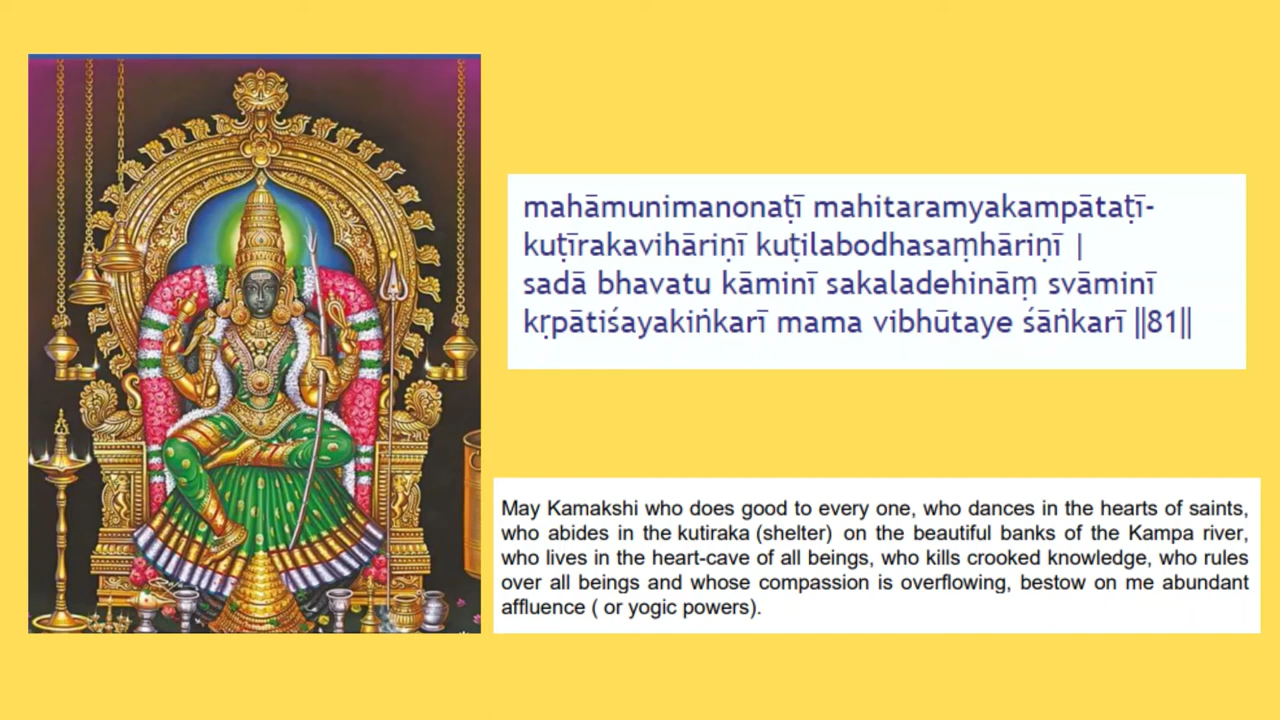 mahāmunimanonaṭī mahitaramyakampātaṭī-
kuṭīrakavihāriṇī kuṭilabodhasaṃhāriṇī |
sadā bhavatu kāminī sakaladehināṃ svāminī
kṛpātiśayakiṅkarī mama vibhūtaye śāṅkarī ||81||
May Kamakshi who does good to every one, who dances in the hearts of saints,
who abides in the kutiraka (shelter) on the beautiful banks of the Kampa river,
who lives in the heart-cave of all beings, who kills crooked knowledge, who rules
over all beings and whose compassion is overflowing, bestow on me abundant
affluence ( or yogic powers).